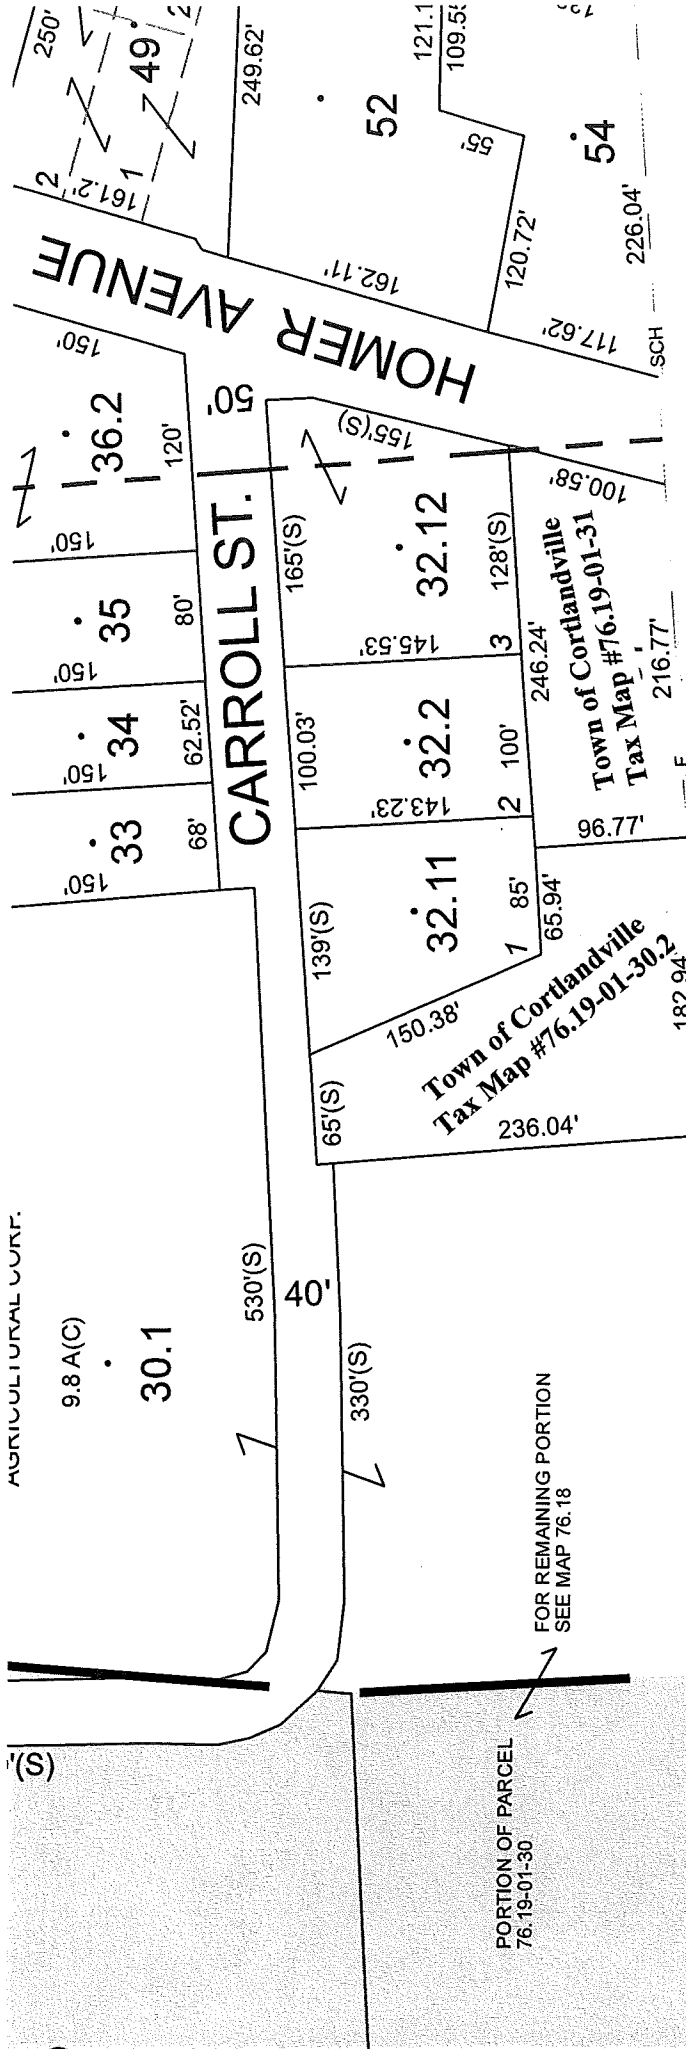 250'
49
2
249.62'
52
121.1
109.5
55'
54
2
161.2'
1
HOMER AVENUE
162.11'
120.72'
226.04'
117.62'
SCH
150'
36.2
120'
50'
155'(S)
100.58'
150'
35
80'
CARROLL ST.
165'(S)
32.12
128'(S)
145.53'
3
246.24'
Town of Cortlandville
Tax Map #76.19-01-31
216.77'
150'
34
62.52'
100.03'
32.2
100'
143.23'
2
96.77'
150'
33
68'
150'
139'(S)
32.11
85'
1
65.94'
150.38'
Town of Cortlandville
Tax Map #76.19-01-30.2
182.94'
65'(S)
236.04'
AGRICULTURAL CORP.
9.8 A(C)
30.1
530'(S)
40'
330'(S)
FOR REMAINING PORTION
SEE MAP 76.18
'(S)
PORTION OF PARCEL
76.19-01-30